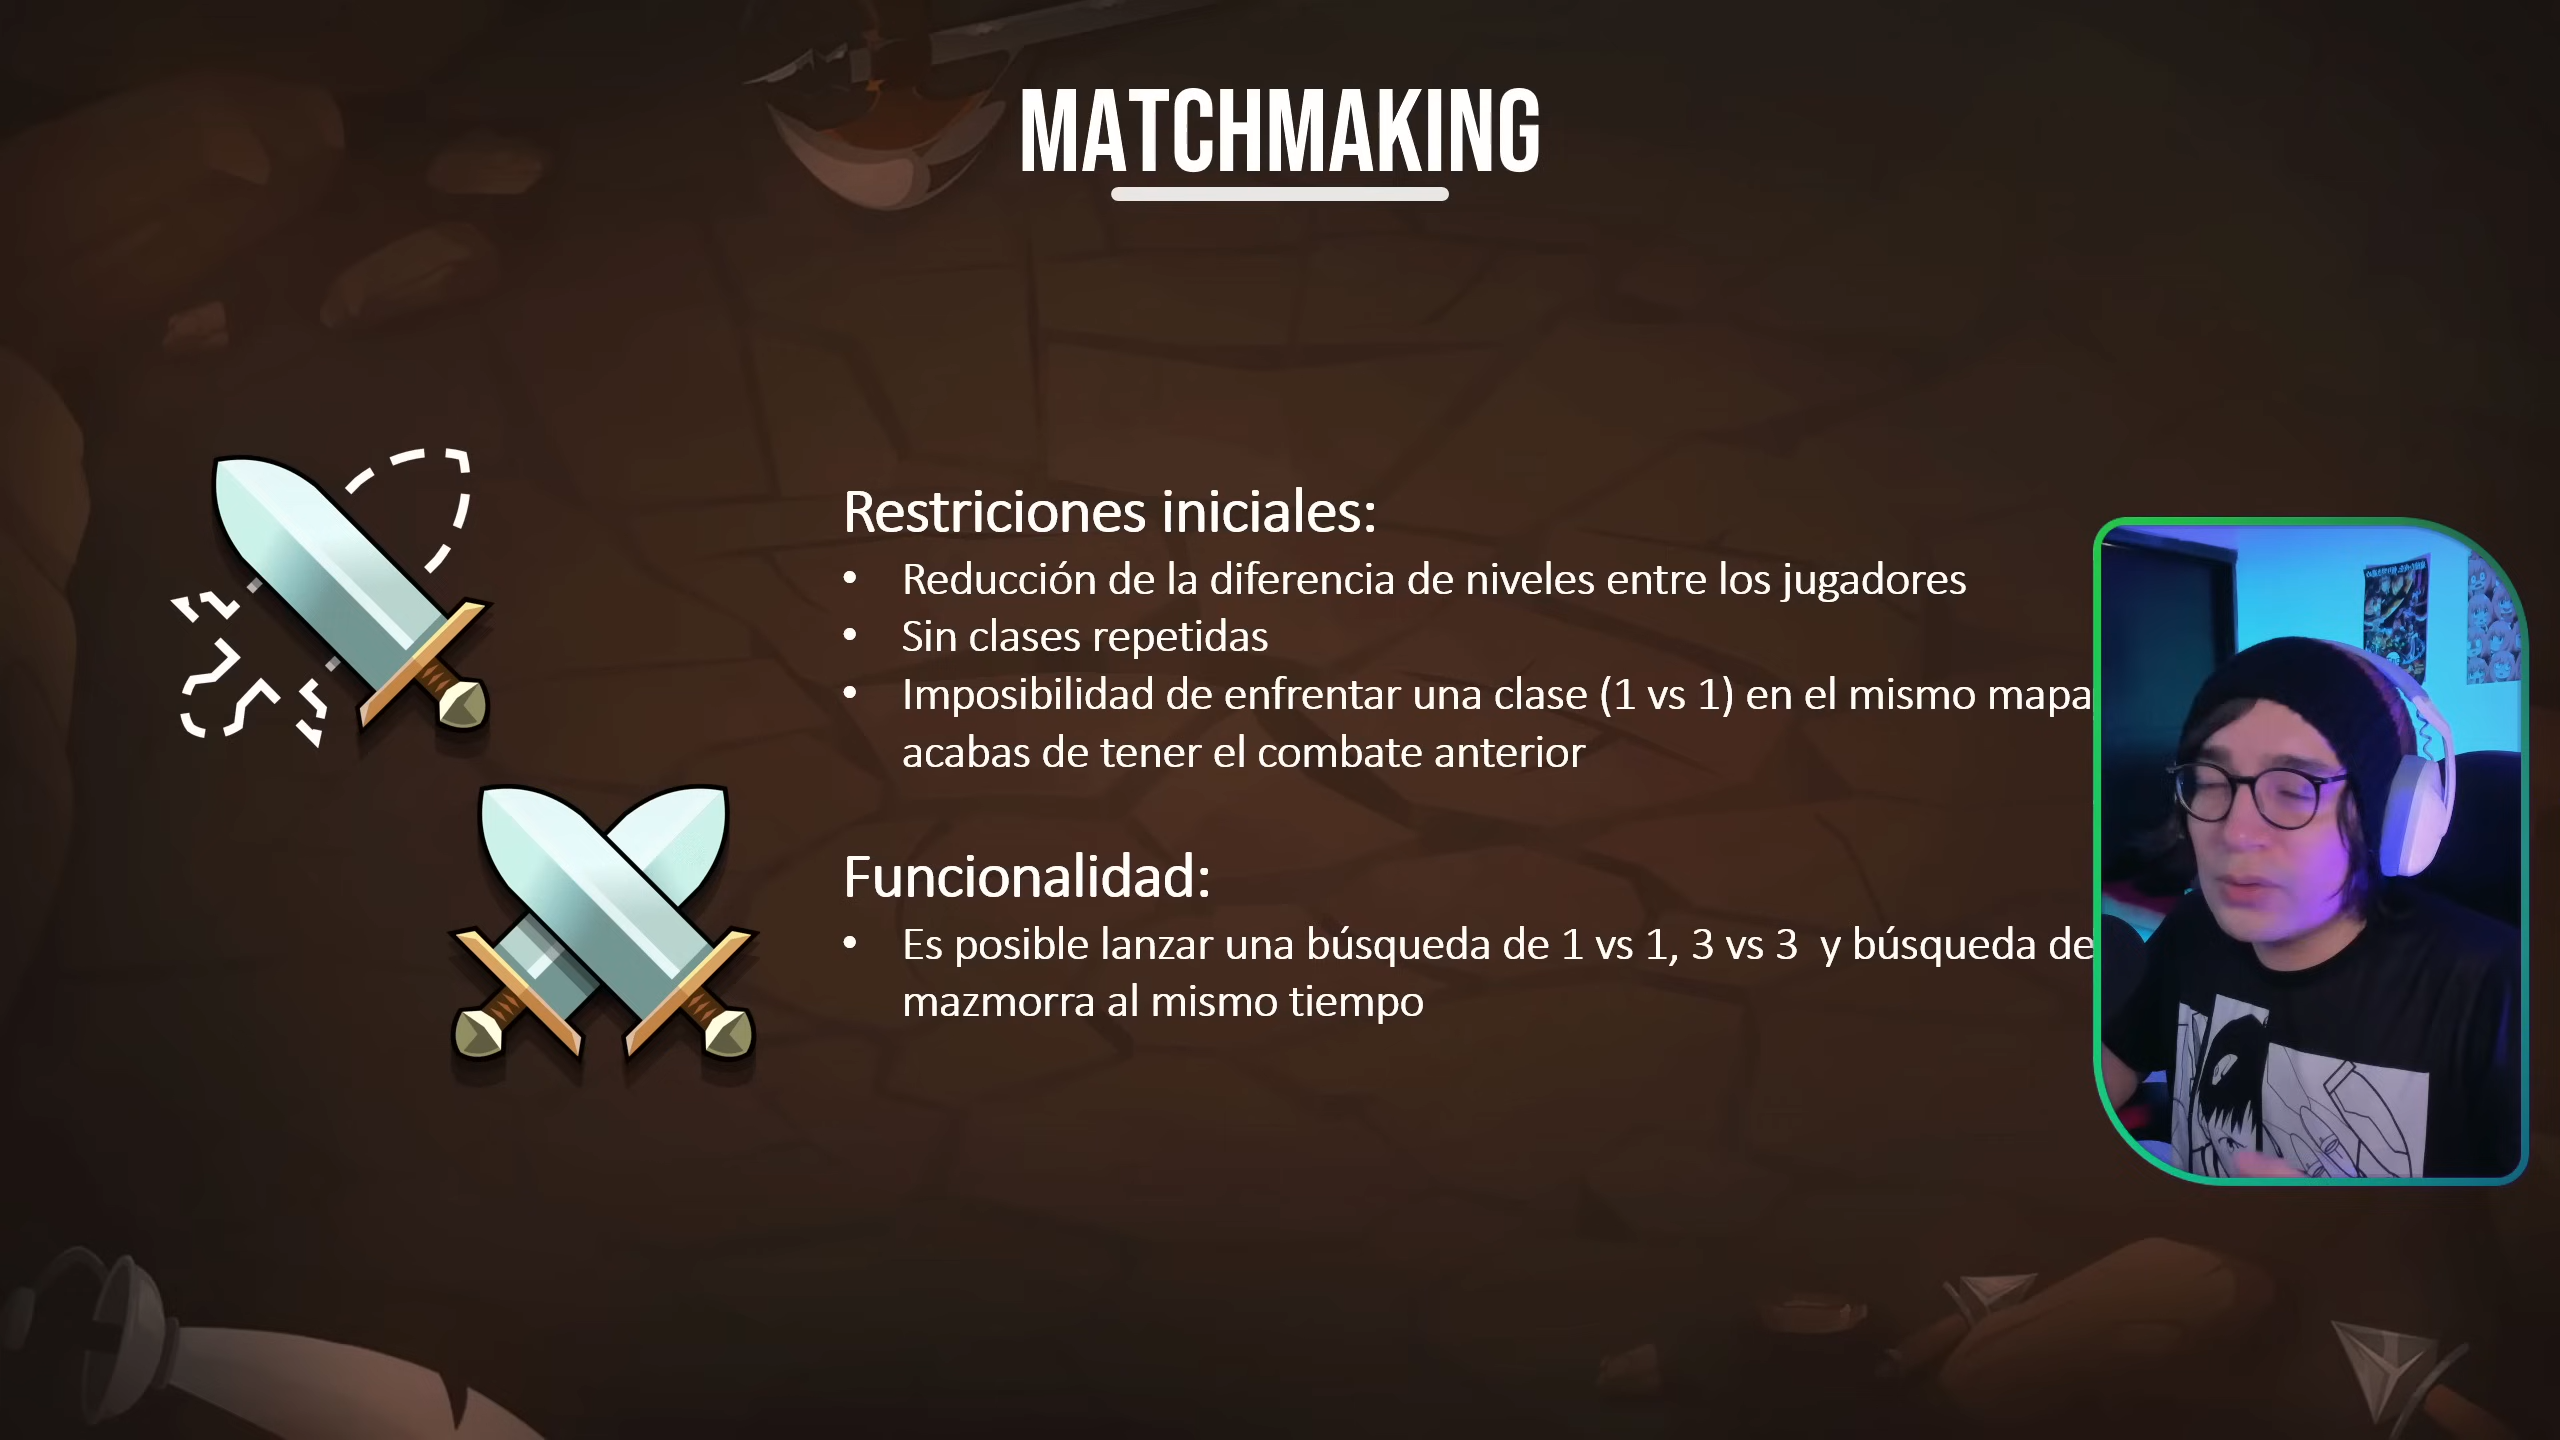 MATCHMAKING
Restriciones iniciales:
• Reducción de la diferencia de niveles entre los jugadores
• Sin clases repetidas
• Imposibilidad de enfrentar una clase (1 vs 1) en el mismo mapa
acabas de tener el combate anterior
Funcionalidad:
• Es posible lanzar una búsqueda de 1 vs 1, 3 vs 3 y búsqueda de
mazmorra al mismo tiempo